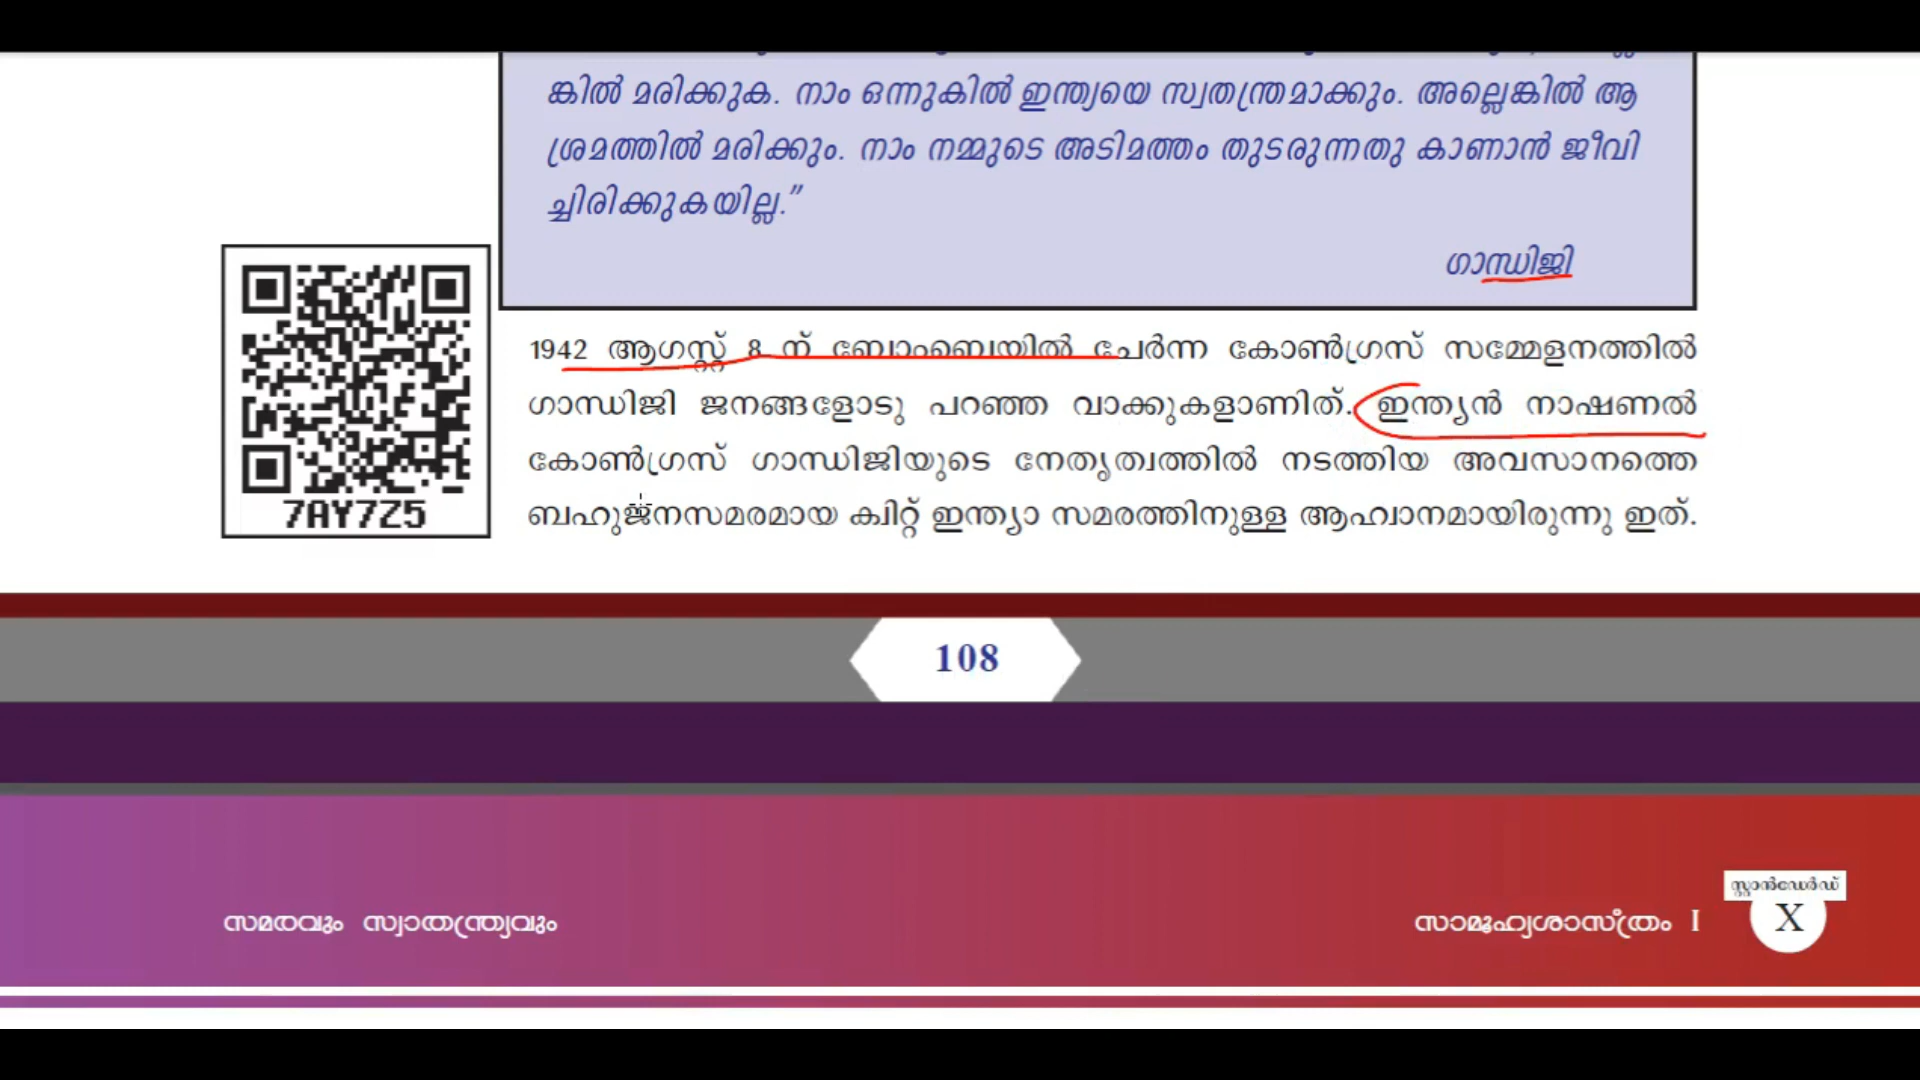 ങ്കിൽ മരിക്കുക. നാം ഒന്നുകിൽ ഇന്ത്യയെ സ്വതന്ത്രമാക്കും. അല്ലെങ്കിൽ ആ
ശ്രമത്തിൽ മരിക്കും. നാം നമ്മുടെ അടിമത്തം തുടരുന്നതു കാണാൻ ജീവി
ച്ചിരിക്കുകയില്ല.”
ഗാന്ധിജി
1942 ആഗസ്റ്റ് 8 ന് ബോംബെയിൽ ചേർന്ന കോൺഗ്രസ് സമ്മേളനത്തിൽ
ഗാന്ധിജി ജനങ്ങളോടു പറഞ്ഞ വാക്കുകളാണിത്. ഇന്ത്യൻ നാഷണൽ
കോൺഗ്രസ് ഗാന്ധിജിയുടെ നേതൃത്വത്തിൽ നടത്തിയ അവസാനത്തെ
ബഹുജനസമരമായ ക്വിറ്റ് ഇന്ത്യാ സമരത്തിനുള്ള ആഹ്വാനമായിരുന്നു ഇത്.
7AY7Z5
108
സമരവും സ്വാതന്ത്ര്യവും
സാമൂഹ്യശാസ്ത്രം I
സ്റ്റാൻഡേർഡ്
X